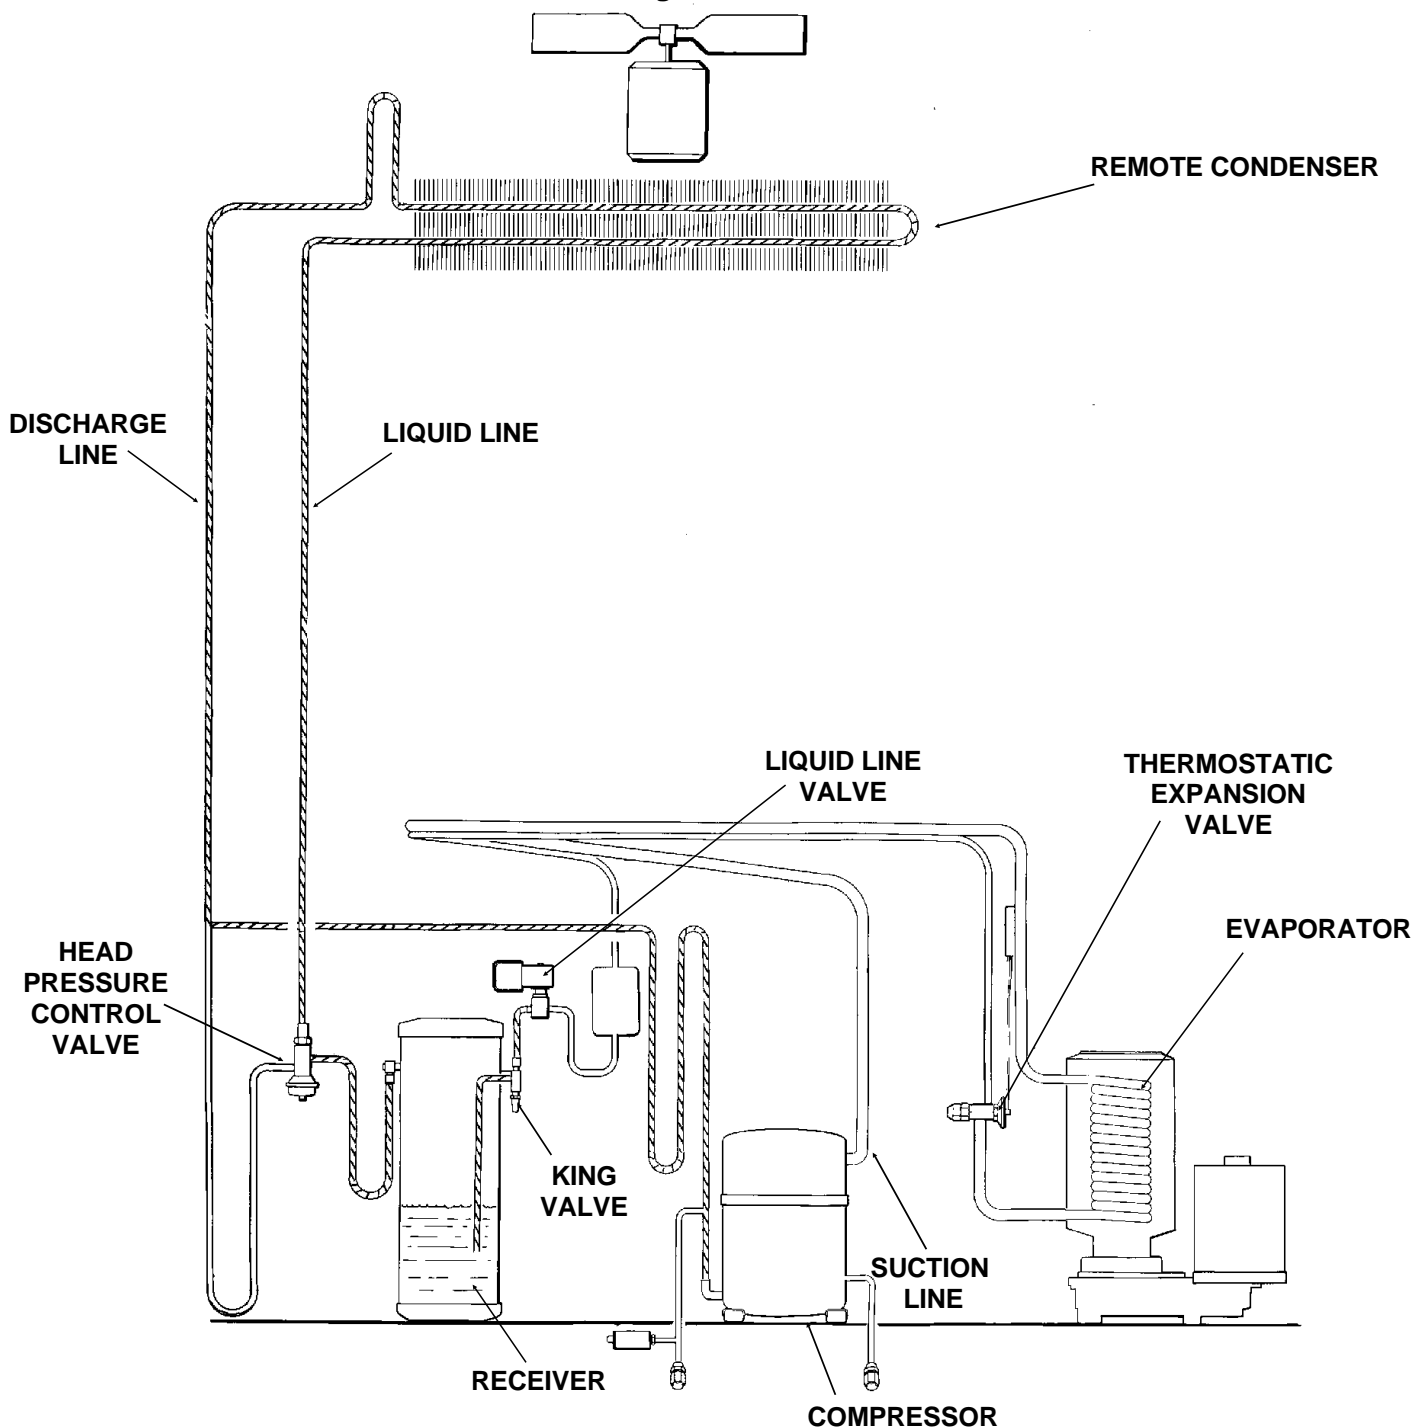 REMOTE CONDENSER
DISCHARGE
LINE
LIQUID LINE
LIQUID LINE
VALVE
THERMOSTATIC
EXPANSION
VALVE
HEAD
PRESSURE
CONTROL
VALVE
EVAPORATOR
KING
VALVE
SUCTION
LINE
RECEIVER
COMPRESSOR